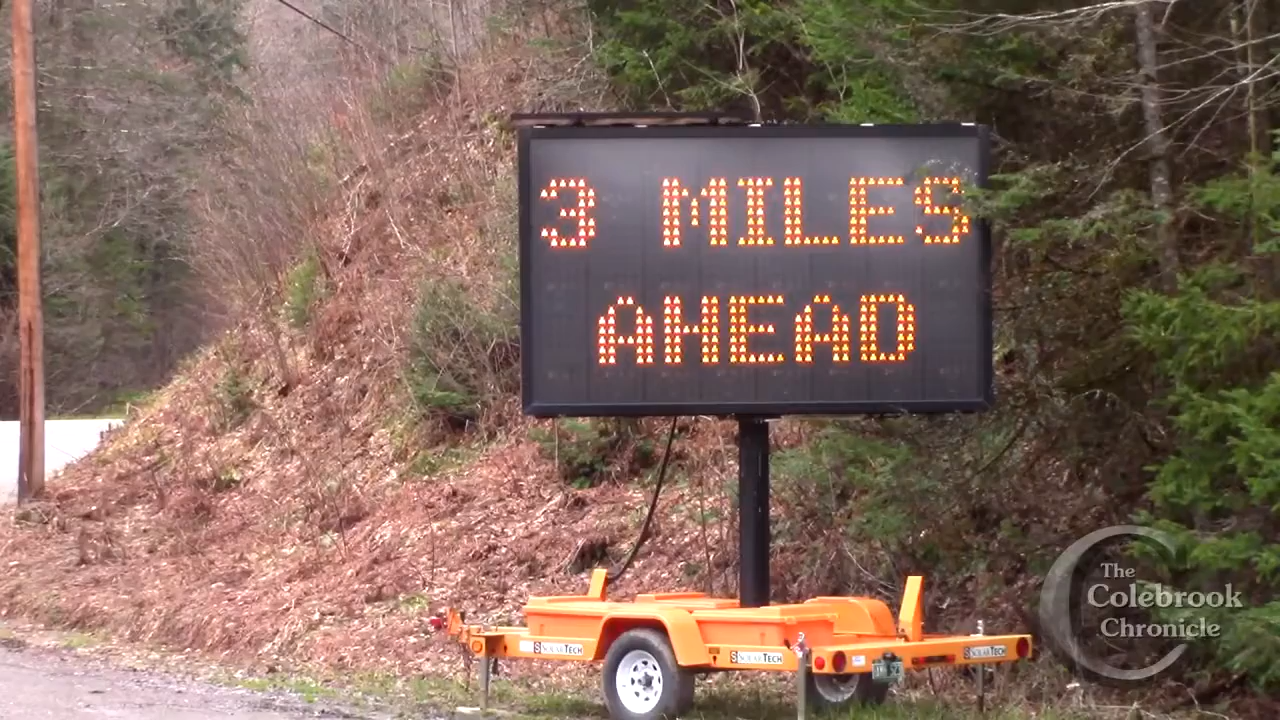 3 MILES
AHEAD
The
Colebrook
Chronicle
SOLARTECH
SOLARTECH
SOLARTECH